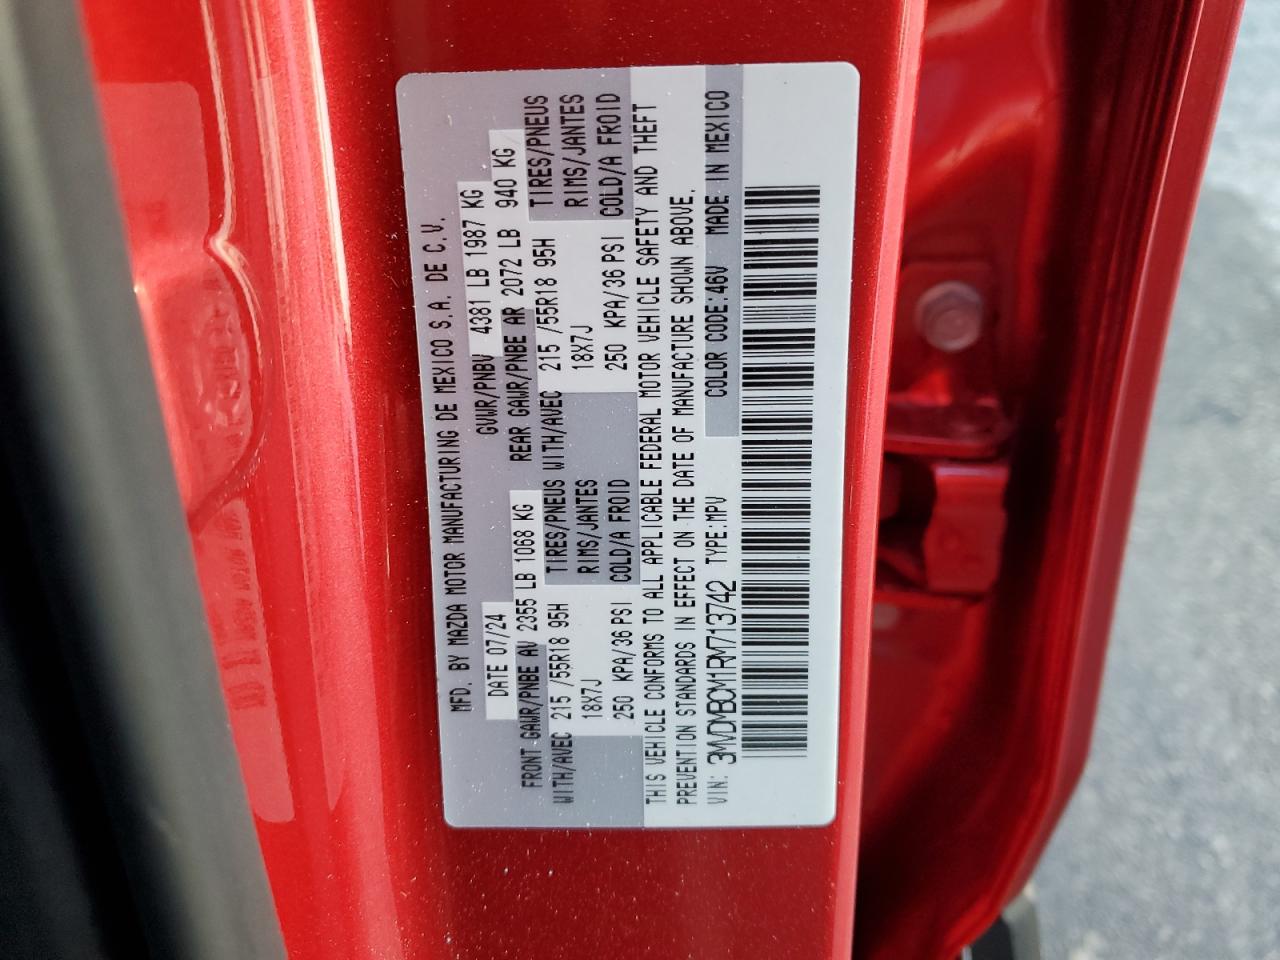 MFD. BY MAZDA MOTOR MANUFACTURING DE MEXICO S.A. DE C.V.
DATE 07/24 GVWR/PNBV 4381 LB 1987 KG
FRONT GAWR/PNBE AV 2355 LB 1068 KG REAR GAWR/PNBE AR 2072 LB 940 KG
WITH/AVEC 215 /55R18 95H TIRES/PNEUS WITH/AVEC 215 /55R18 95H TIRES/PNEUS
18X7J RIMS/JANTES 18X7J RIMS/JANTES
250 KPA/36 PSI COLD/A FROID 250 KPA/36 PSI COLD/A FROID
THIS VEHICLE CONFORMS TO ALL APPLICABLE FEDERAL MOTOR VEHICLE SAFETY AND THEFT
PREVENTION STANDARDS IN EFFECT ON THE DATE OF MANUFACTURE SHOWN ABOVE.
VIN: 3MVDMBCM1RM713742 TYPE:MPV COLOR CODE:46V MADE IN MEXICO